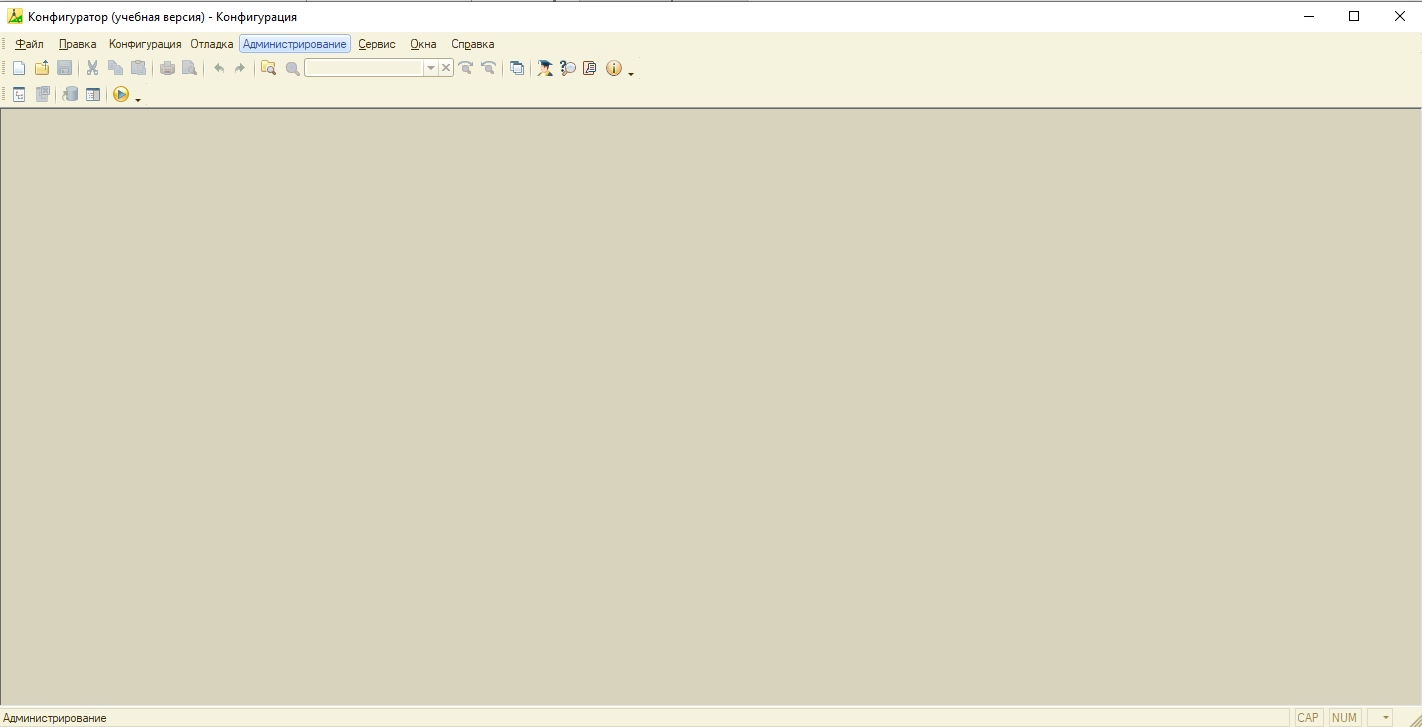 Конфигуратор (учебная версия) - Конфигурация
Файл Правка Конфигурация Отладка Администрирование Сервис Окна Справка
Администрирование CAP NUM